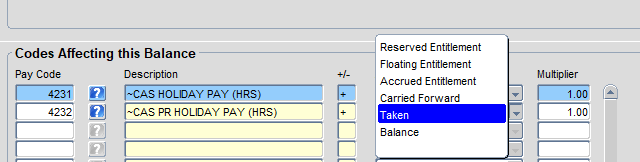 Codes Affecting this Balance
Pay Code Description +/- Multiplier
4231 ? ~CAS HOLIDAY PAY (HRS) + 1.00
4232 ? ~CAS PR HOLIDAY PAY (HRS) + 1.00
?
?
Reserved Entitlement
Floating Entitlement
Accrued Entitlement
Carried Forward
Taken
Balance